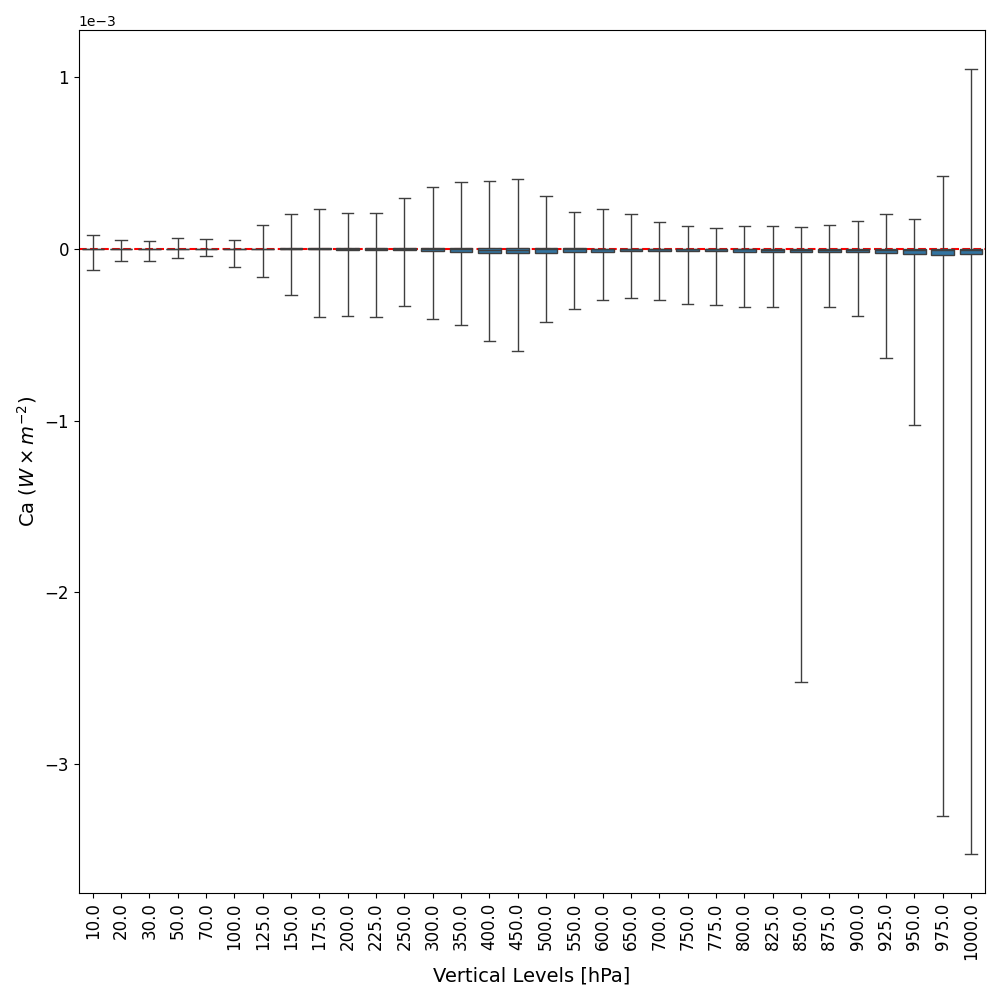 1e−3
1
0
−1
−2
−3
Ca (W × m⁻²)
10.0 20.0 30.0 50.0 70.0 100.0 125.0 150.0 175.0 200.0 225.0 250.0 300.0 350.0 400.0 450.0 500.0 550.0 600.0 650.0 700.0 750.0 775.0 800.0 825.0 850.0 875.0 900.0 925.0 950.0 975.0 1000.0
Vertical Levels [hPa]